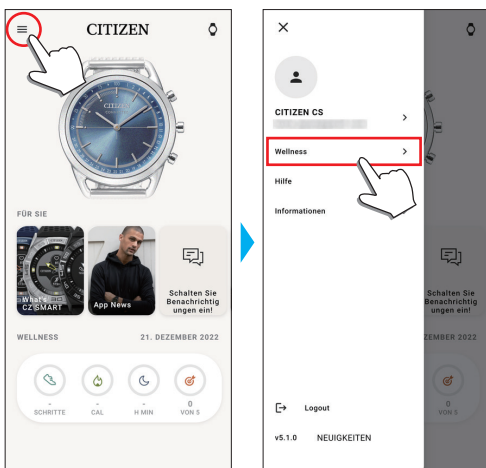 CITIZEN
CITIZEN
FÜR SIE
What's
CZ SMART
App News
Schalten Sie
Benachrichtig
ungen ein!
WELLNESS 21. DEZEMBER 2022
- - - 0
SCHRITTE CAL H MIN VON 5
CITIZEN CS
Wellness
Hilfe
Informationen
Schalten Sie
Benachrichtig
ungen ein!
ZEMBER 2022
0
VON 5
Logout
v5.1.0 NEUIGKEITEN